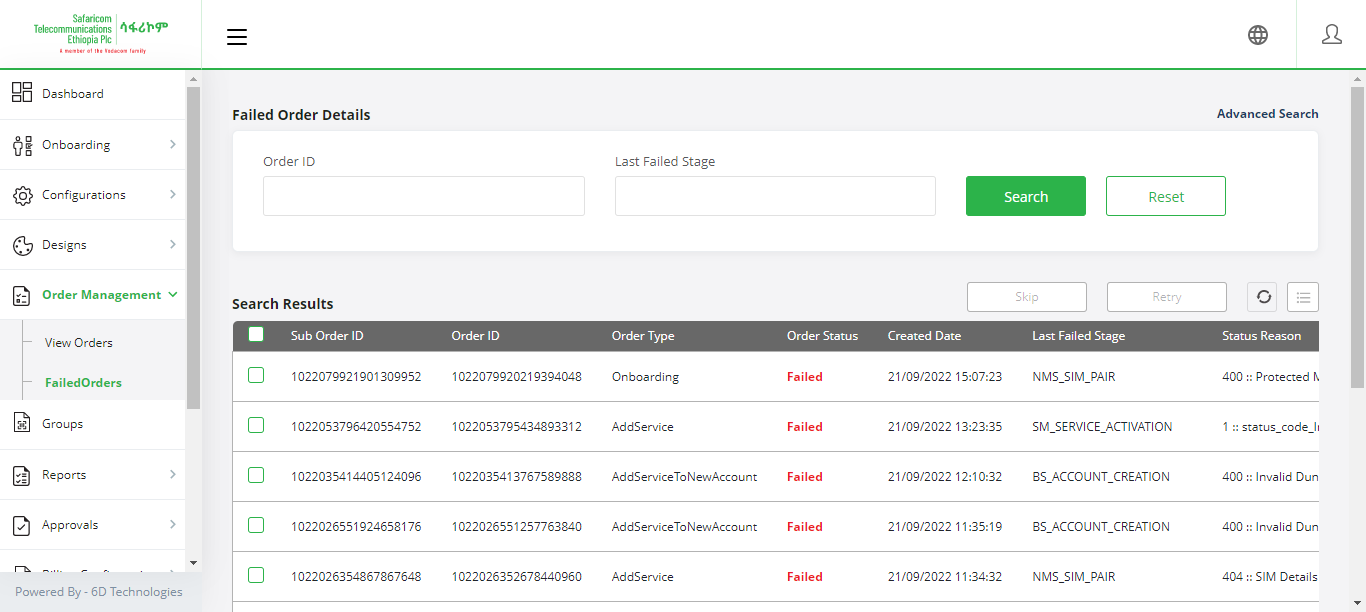 Safaricom
Telecommunications
Ethiopia Plc
ሳፋሪኮም
A member of the Vodacom family
Dashboard
Onboarding
Configurations
Designs
Order Management
View Orders
FailedOrders
Groups
Reports
Approvals
Powered By - 6D Technologies
Failed Order Details
Advanced Search
Order ID
Last Failed Stage
Search
Reset
Search Results
Skip
Retry
Sub Order ID Order ID Order Type Order Status Created Date Last Failed Stage Status Reason
1022079921901309952 1022079920219394048 Onboarding Failed 21/09/2022 15:07:23 NMS_SIM_PAIR 400 :: Protected
1022053796420554752 1022053795434893312 AddService Failed 21/09/2022 13:23:35 SM_SERVICE_ACTIVATION 1 :: status_code_I
1022035414405124096 1022035413767589888 AddServiceToNewAccount Failed 21/09/2022 12:10:32 BS_ACCOUNT_CREATION 400 :: Invalid Dun
1022026551924658176 1022026551257763840 AddServiceToNewAccount Failed 21/09/2022 11:35:19 BS_ACCOUNT_CREATION 400 :: Invalid Dun
1022026354867867648 1022026352678440960 AddService Failed 21/09/2022 11:34:32 NMS_SIM_PAIR 404 :: SIM Details